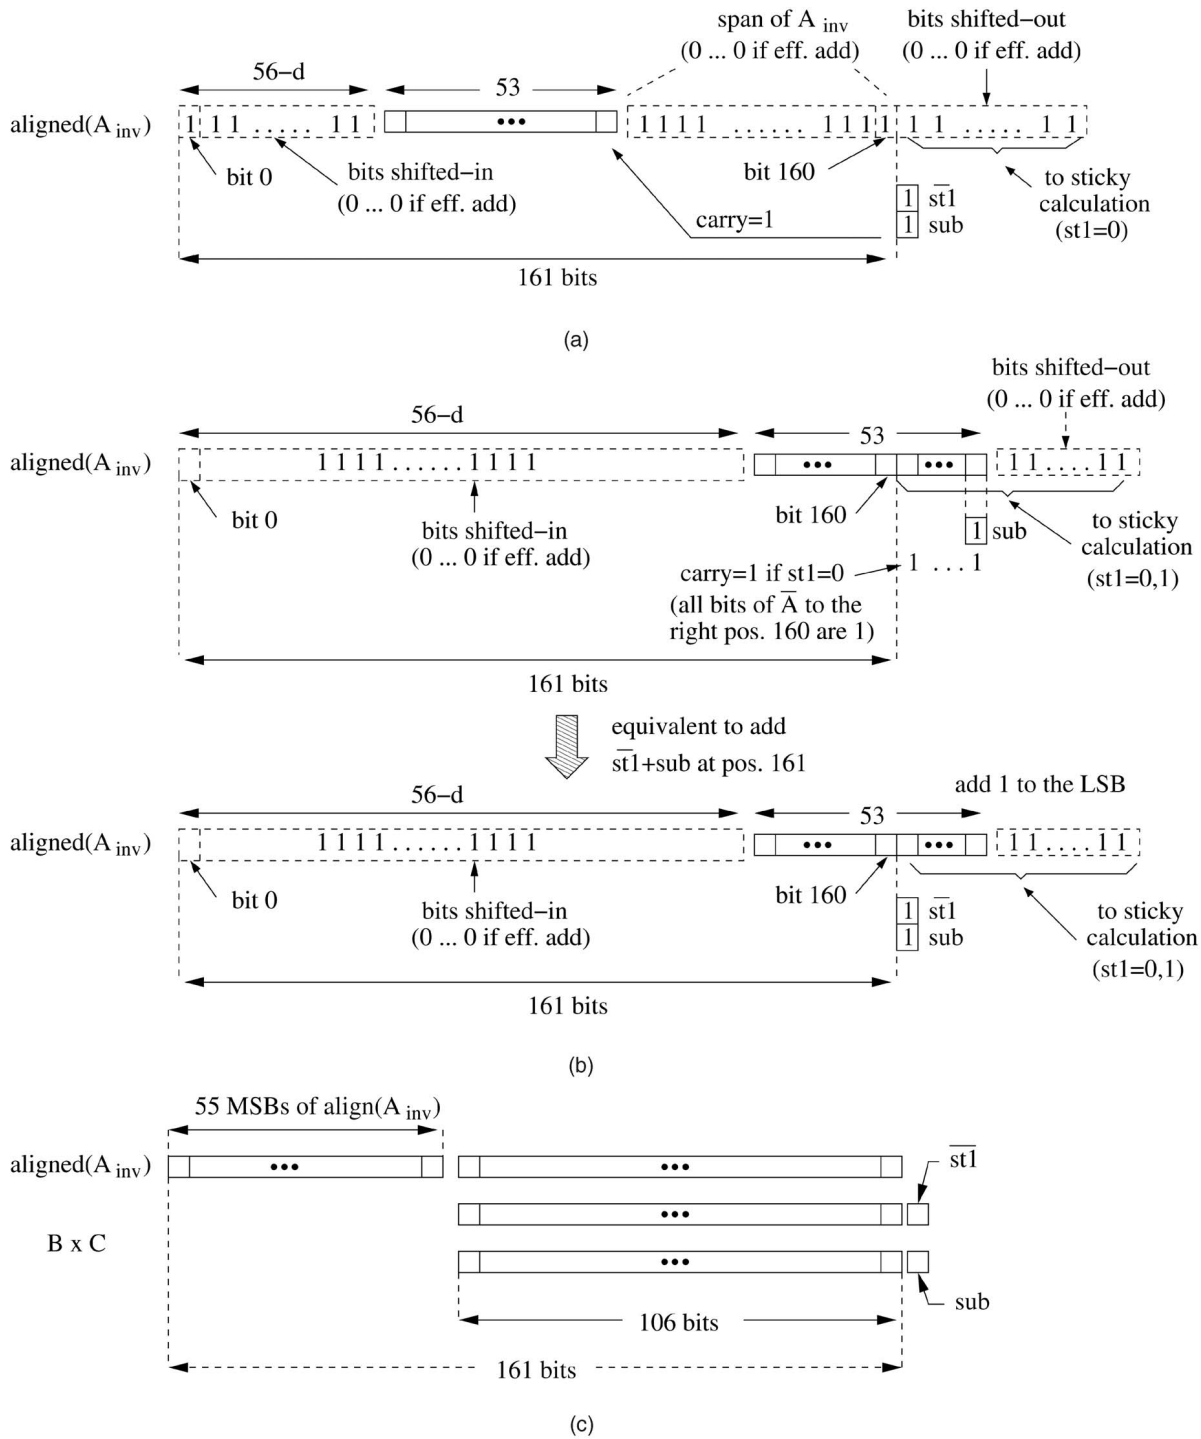 span of A inv
(0 ... 0 if eff. add)
bits shifted−out
(0 ... 0 if eff. add)
56−d
53
aligned(A inv)
1 1 1 ..... 1 1
•••
1 1 1 1 ...... 1 1 1 1
1 1 ..... 1 1
bit 0
bits shifted−in
(0 ... 0 if eff. add)
carry=1
bit 160
1 s̅t̅1
1 sub
to sticky
calculation
(st1=0)
161 bits
(a)
bits shifted−out
(0 ... 0 if eff. add)
56−d
53
aligned(A inv)
1 1 1 1 ...... 1 1 1 1
••• •••
1 1 .... 1 1
bit 0
bits shifted−in
(0 ... 0 if eff. add)
bit 160
1 sub
to sticky
calculation
(st1=0,1)
carry=1 if st1=0
1 ... 1
(all bits of A̅ to the
right pos. 160 are 1)
161 bits
equivalent to add
s̅t̅1+sub at pos. 161
56−d
53
add 1 to the LSB
aligned(A inv)
1 1 1 1 ...... 1 1 1 1
••• •••
1 1 .... 1 1
bit 0
bits shifted−in
(0 ... 0 if eff. add)
bit 160
1 s̅t̅1
1 sub
to sticky
calculation
(st1=0,1)
161 bits
(b)
55 MSBs of align(A inv)
aligned(A inv)
•••
•••
s̅t̅1̅
•••
B x C
•••
sub
106 bits
161 bits
(c)